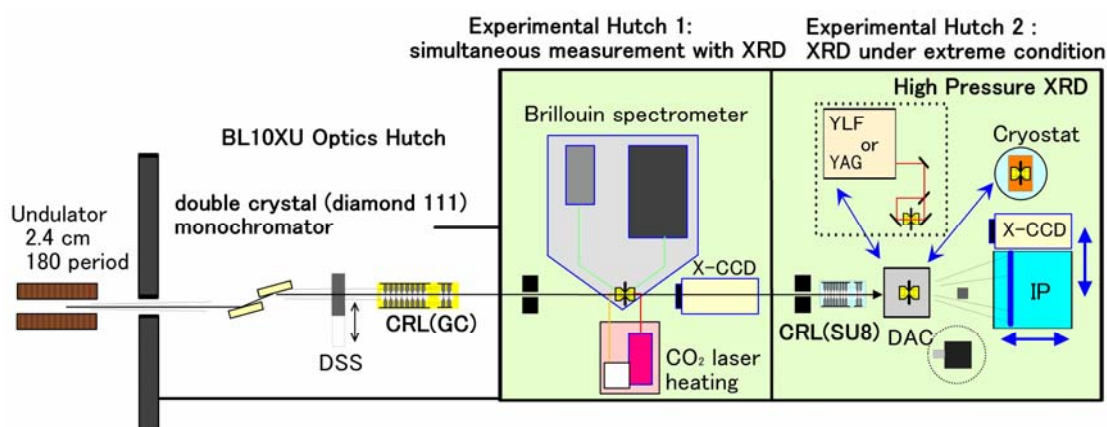 Experimental Hutch 1:
simultaneous measurement with XRD
Experimental Hutch 2 :
XRD under extreme condition
High Pressure XRD
Brillouin spectrometer
YLF
or
YAG
Cryostat
BL10XU Optics Hutch
double crystal (diamond 111)
monochromator
Undulator
2.4 cm
180 period
X-CCD
X-CCD
IP
CRL(GC)
DSS
CRL(SU8)
DAC
CO₂ laser
heating